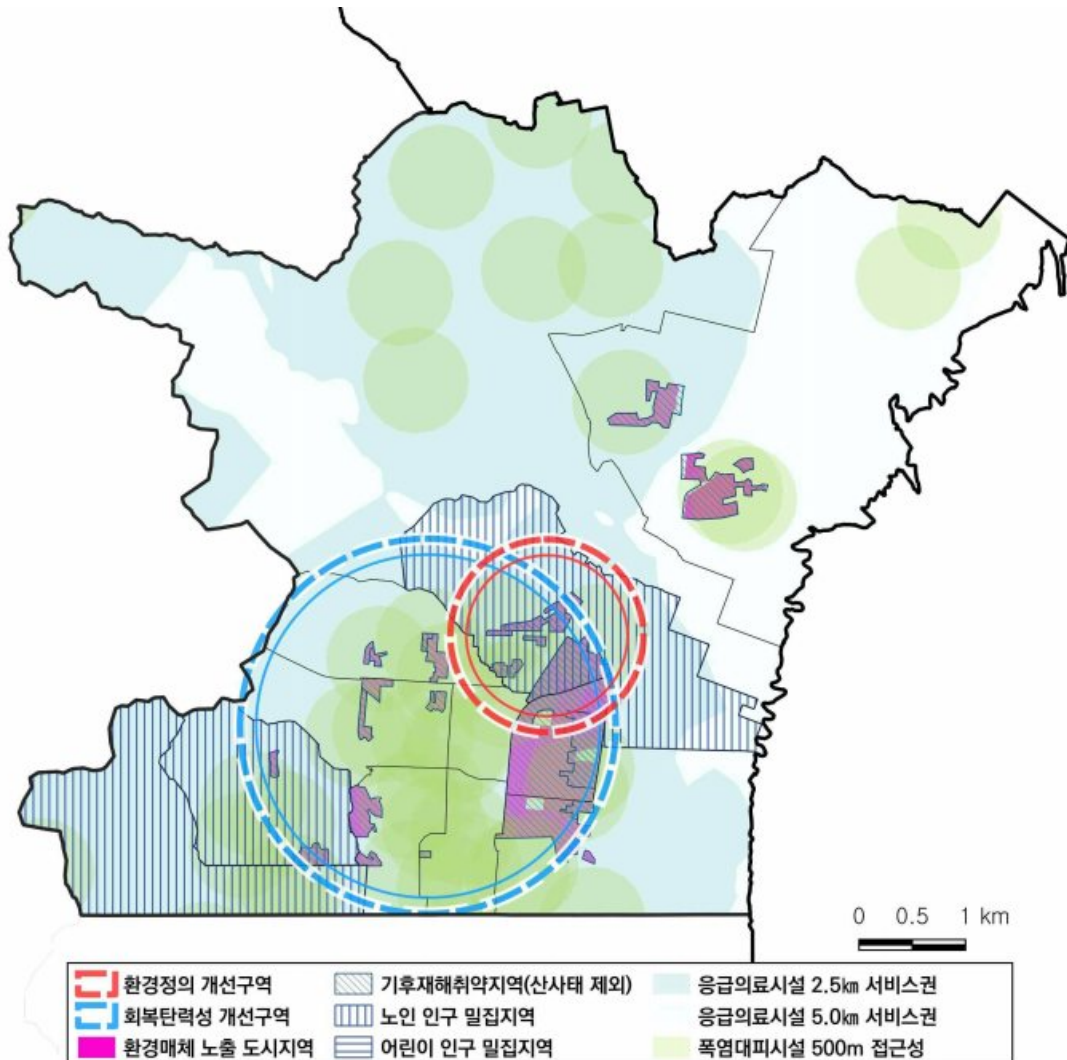 0 0.5 1 km
환경정의 개선구역 기후재해취약지역(산사태 제외) 응급의료시설 2.5㎞ 서비스권
회복탄력성 개선구역 노인 인구 밀집지역 응급의료시설 5.0㎞ 서비스권
환경매체 노출 도시지역 어린이 인구 밀집지역 폭염대피시설 500m 접근성